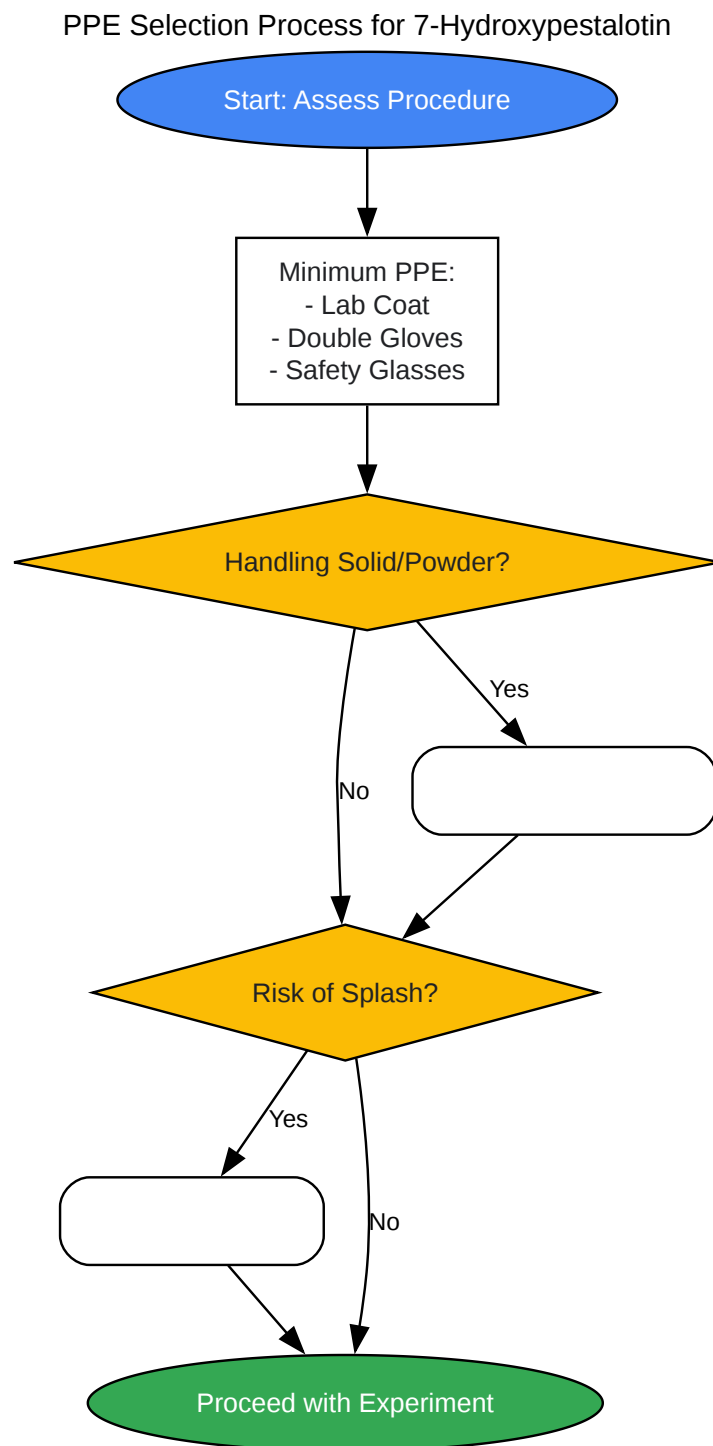 PPE Selection Process for 7-Hydroxypestalotin
Start: Assess Procedure
Minimum PPE:
- Lab Coat
- Double Gloves
- Safety Glasses
Handling Solid/Powder?
Yes
No
Risk of Splash?
Yes
No
Proceed with Experiment